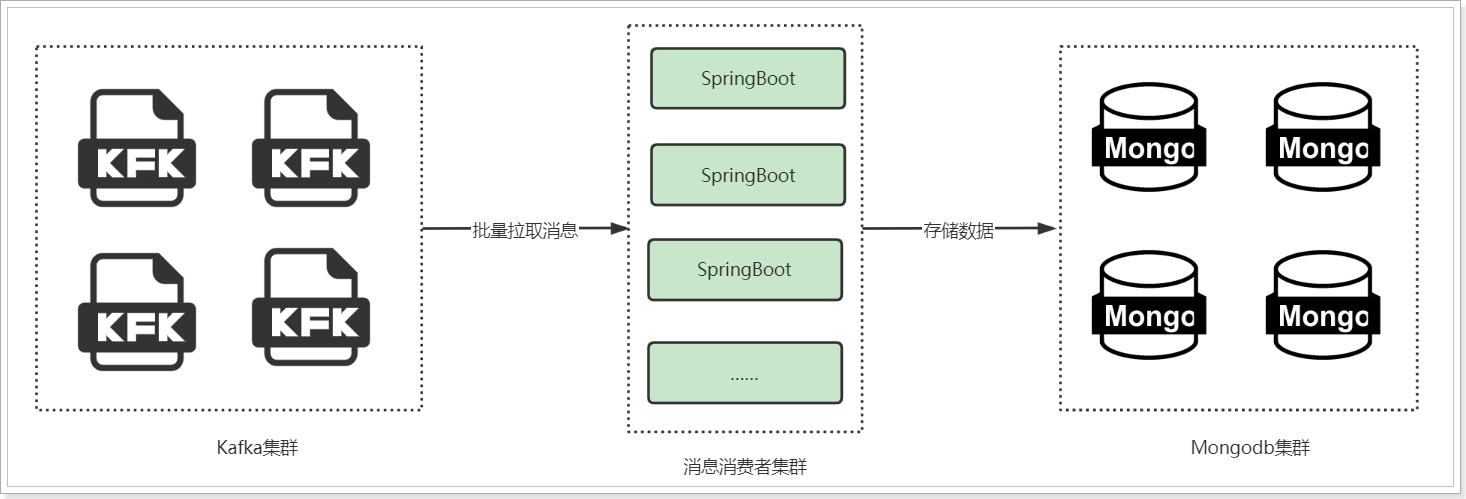 KFK
KFK
KFK
KFK
Kafka集群
批量拉取消息
SpringBoot
SpringBoot
SpringBoot
......
消息消费者集群
存储数据
Mongo
Mongo
Mongo
Mongo
Mongodb集群